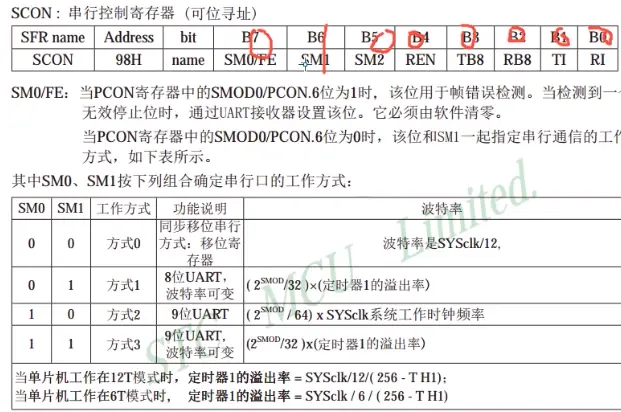 SCON : 串行控制寄存器 (可位寻址)
SFR name Address bit B7 B6 B5 B4 B3 B2 B1 B0
SCON 98H name SM0/FE SM1 SM2 REN TB8 RB8 TI RI
SM0/FE: 当PCON寄存器中的SMOD0/PCON.6位为1时，该位用于帧错误检测。当检测到一
无效停止位时，通过UART接收器设置该位。它必须由软件清零。
当PCON寄存器中的SMOD0/PCON.6位为0时，该位和SM1一起指定串行通信的工
方式，如下表所示。
其中SM0、SM1按下列组合确定串行口的工作方式：
SM0 SM1 工作方式 功能说明 波特率
0 0 方式0 同步移位串行
方式：移位寄
存器 波特率是SYSclk/12,
0 1 方式1 8位UART,
波特率可变 ( 2SMOD/32 )×(定时器1的溢出率)
1 0 方式2 9位UART ( 2SMOD / 64) x SYSclk系统工作时钟频率
1 1 方式3 9位UART,
波特率可变 (2SMOD/32 )x(定时器1的溢出率)
当单片机工作在12T模式时，定时器1的溢出率 = SYSclk/12/( 256 - T H1);
当单片机工作在6T模式时， 定时器1的溢出率 = SYSclk / 6 / ( 256 - T H1)
STC MCU Limited.